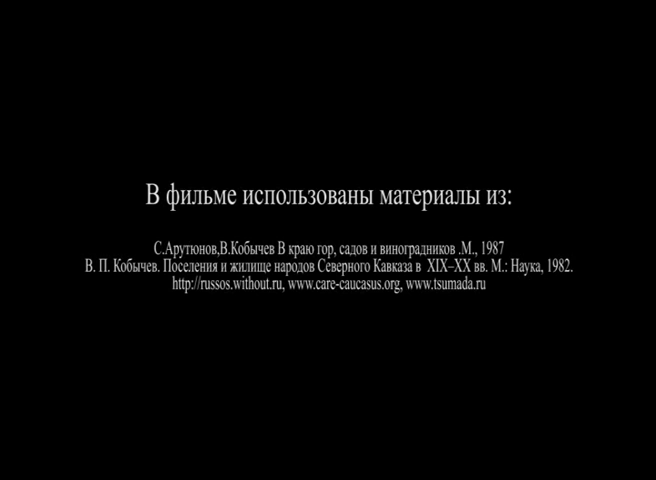 В фильме использованы материалы из:
С.Арутюнов,В.Кобычев В краю гор, садов и виноградников .М., 1987
В. П. Кобычев. Поселения и жилище народов Северного Кавказа в XIX–XX вв. М.: Наука, 1982.
http://russos.without.ru, www.care-caucasus.org, www.tsumada.ru